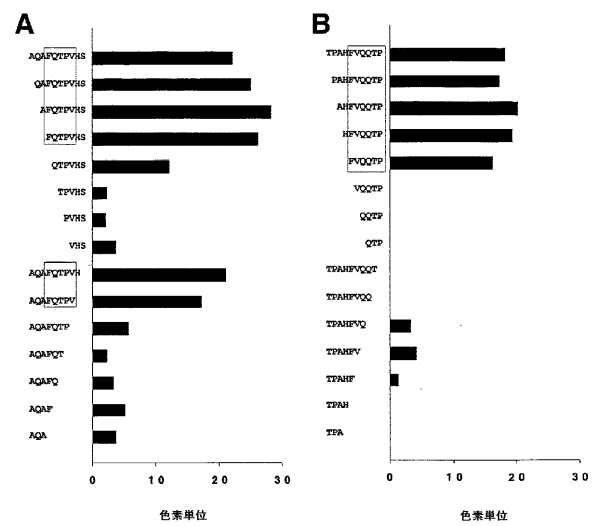 A
AQAFQTPVHS
QAFQTPVHS
AFQTPVHS
FQTPVHS
QTPVHS
TPVHS
PVHS
VHS
AQAFQTPVH
AQAFQTPV
AQAFQTP
AQAFQT
AQAFQ
AQAF
AQA
0 10 20 30
色素単位
B
TPAHFVQQTP
PAHFVQQTP
AHFVQQTP
HFVQQTP
FVQQTP
VQQTP
QQTP
QTP
TPAHFVQQT
TPAHFVQQ
TPAHFVQ
TPAHFV
TPAHF
TPAH
TPA
0 10 20 30
色素単位